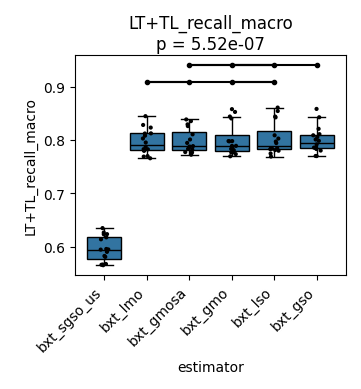 LT+TL_recall_macro
p = 5.52e-07
LT+TL_recall_macro
0.9
0.8
0.7
0.6
bxt_sgso_us
bxt_lmo
bxt_gmosa
bxt_gmo
bxt_lso
bxt_gso
estimator